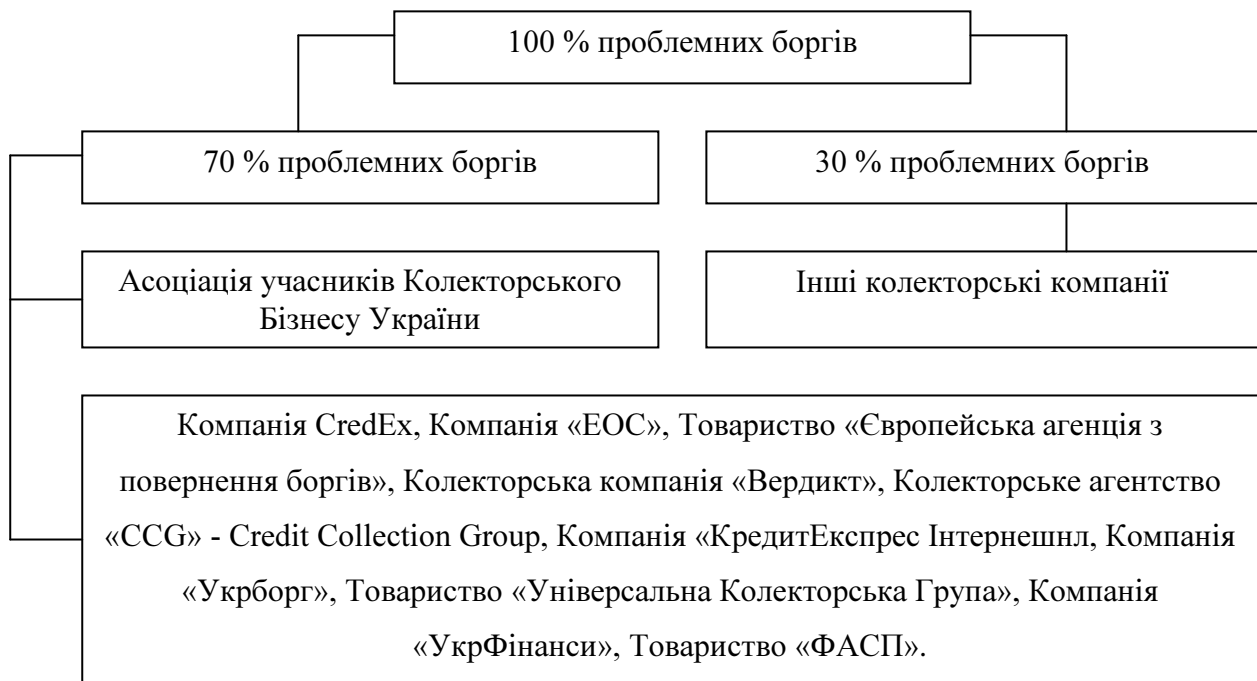 100 % проблемних боргів
70 % проблемних боргів
30 % проблемних боргів
Асоціація учасників Колекторського
Бізнесу України
Інші колекторські компанії
Компанія CredEx, Компанія «ЕОС», Товариство «Європейська агенція з
повернення боргів», Колекторська компанія «Вердикт», Колекторське агентство
«CCG» - Credit Collection Group, Компанія «КредитЕкспрес Інтернешнл, Компанія
«Укрборг», Товариство «Універсальна Колекторська Група», Компанія
«УкрФінанси», Товариство «ФАСП».